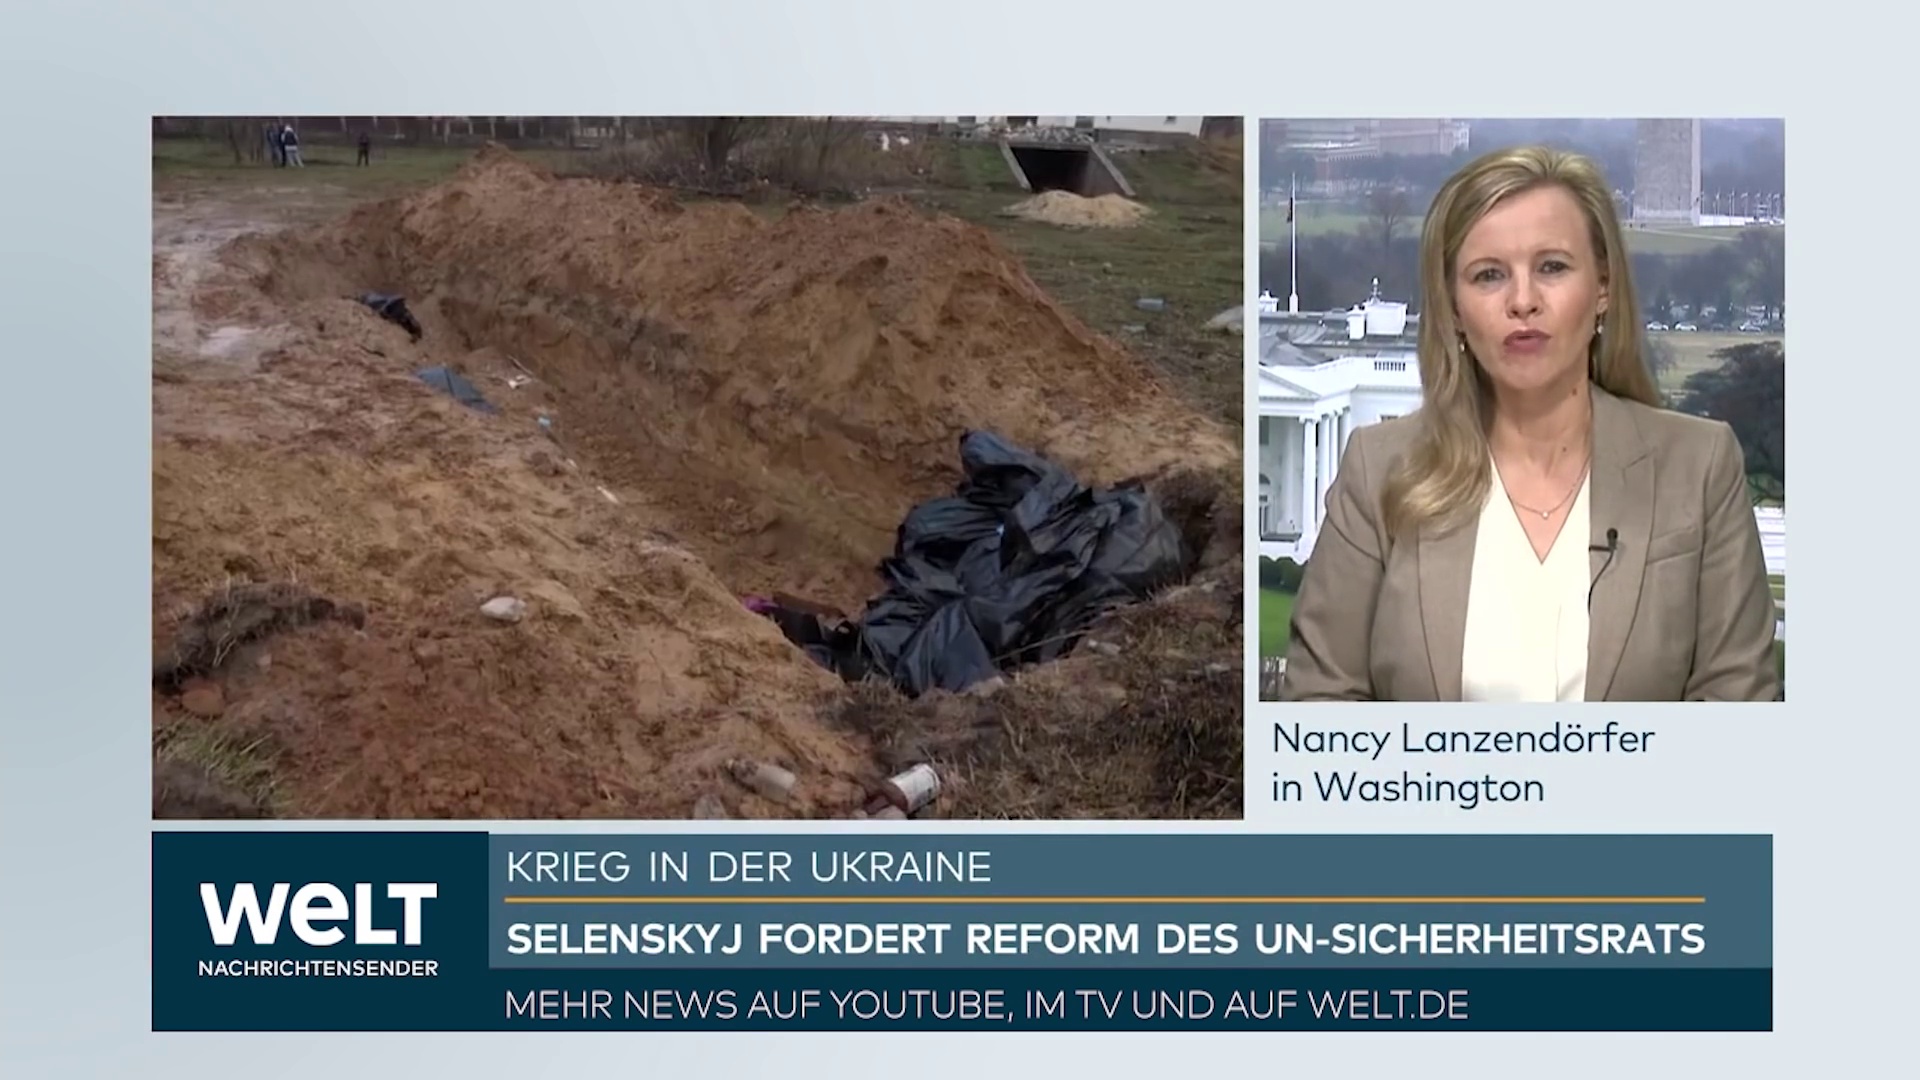 Nancy Lanzendörfer
in Washington
WELT
NACHRICHTENSENDER
KRIEG IN DER UKRAINE
SELENSKYJ FORDERT REFORM DES UN-SICHERHEITSRATS
MEHR NEWS AUF YOUTUBE, IM TV UND AUF WELT.DE